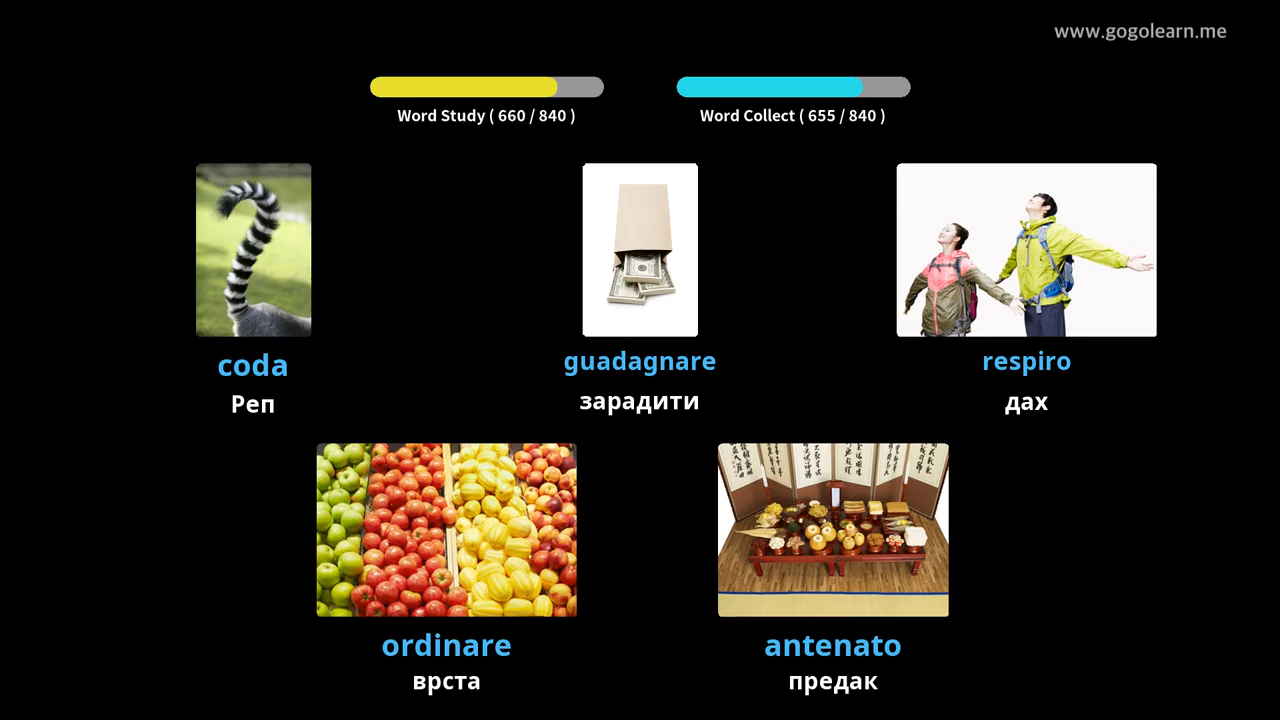 www.gogolearn.me
Word Study ( 660 / 840 )
Word Collect ( 655 / 840 )
coda
Реп
guadagnare
зарадити
respiro
дах
ordinare
врста
antenato
предак